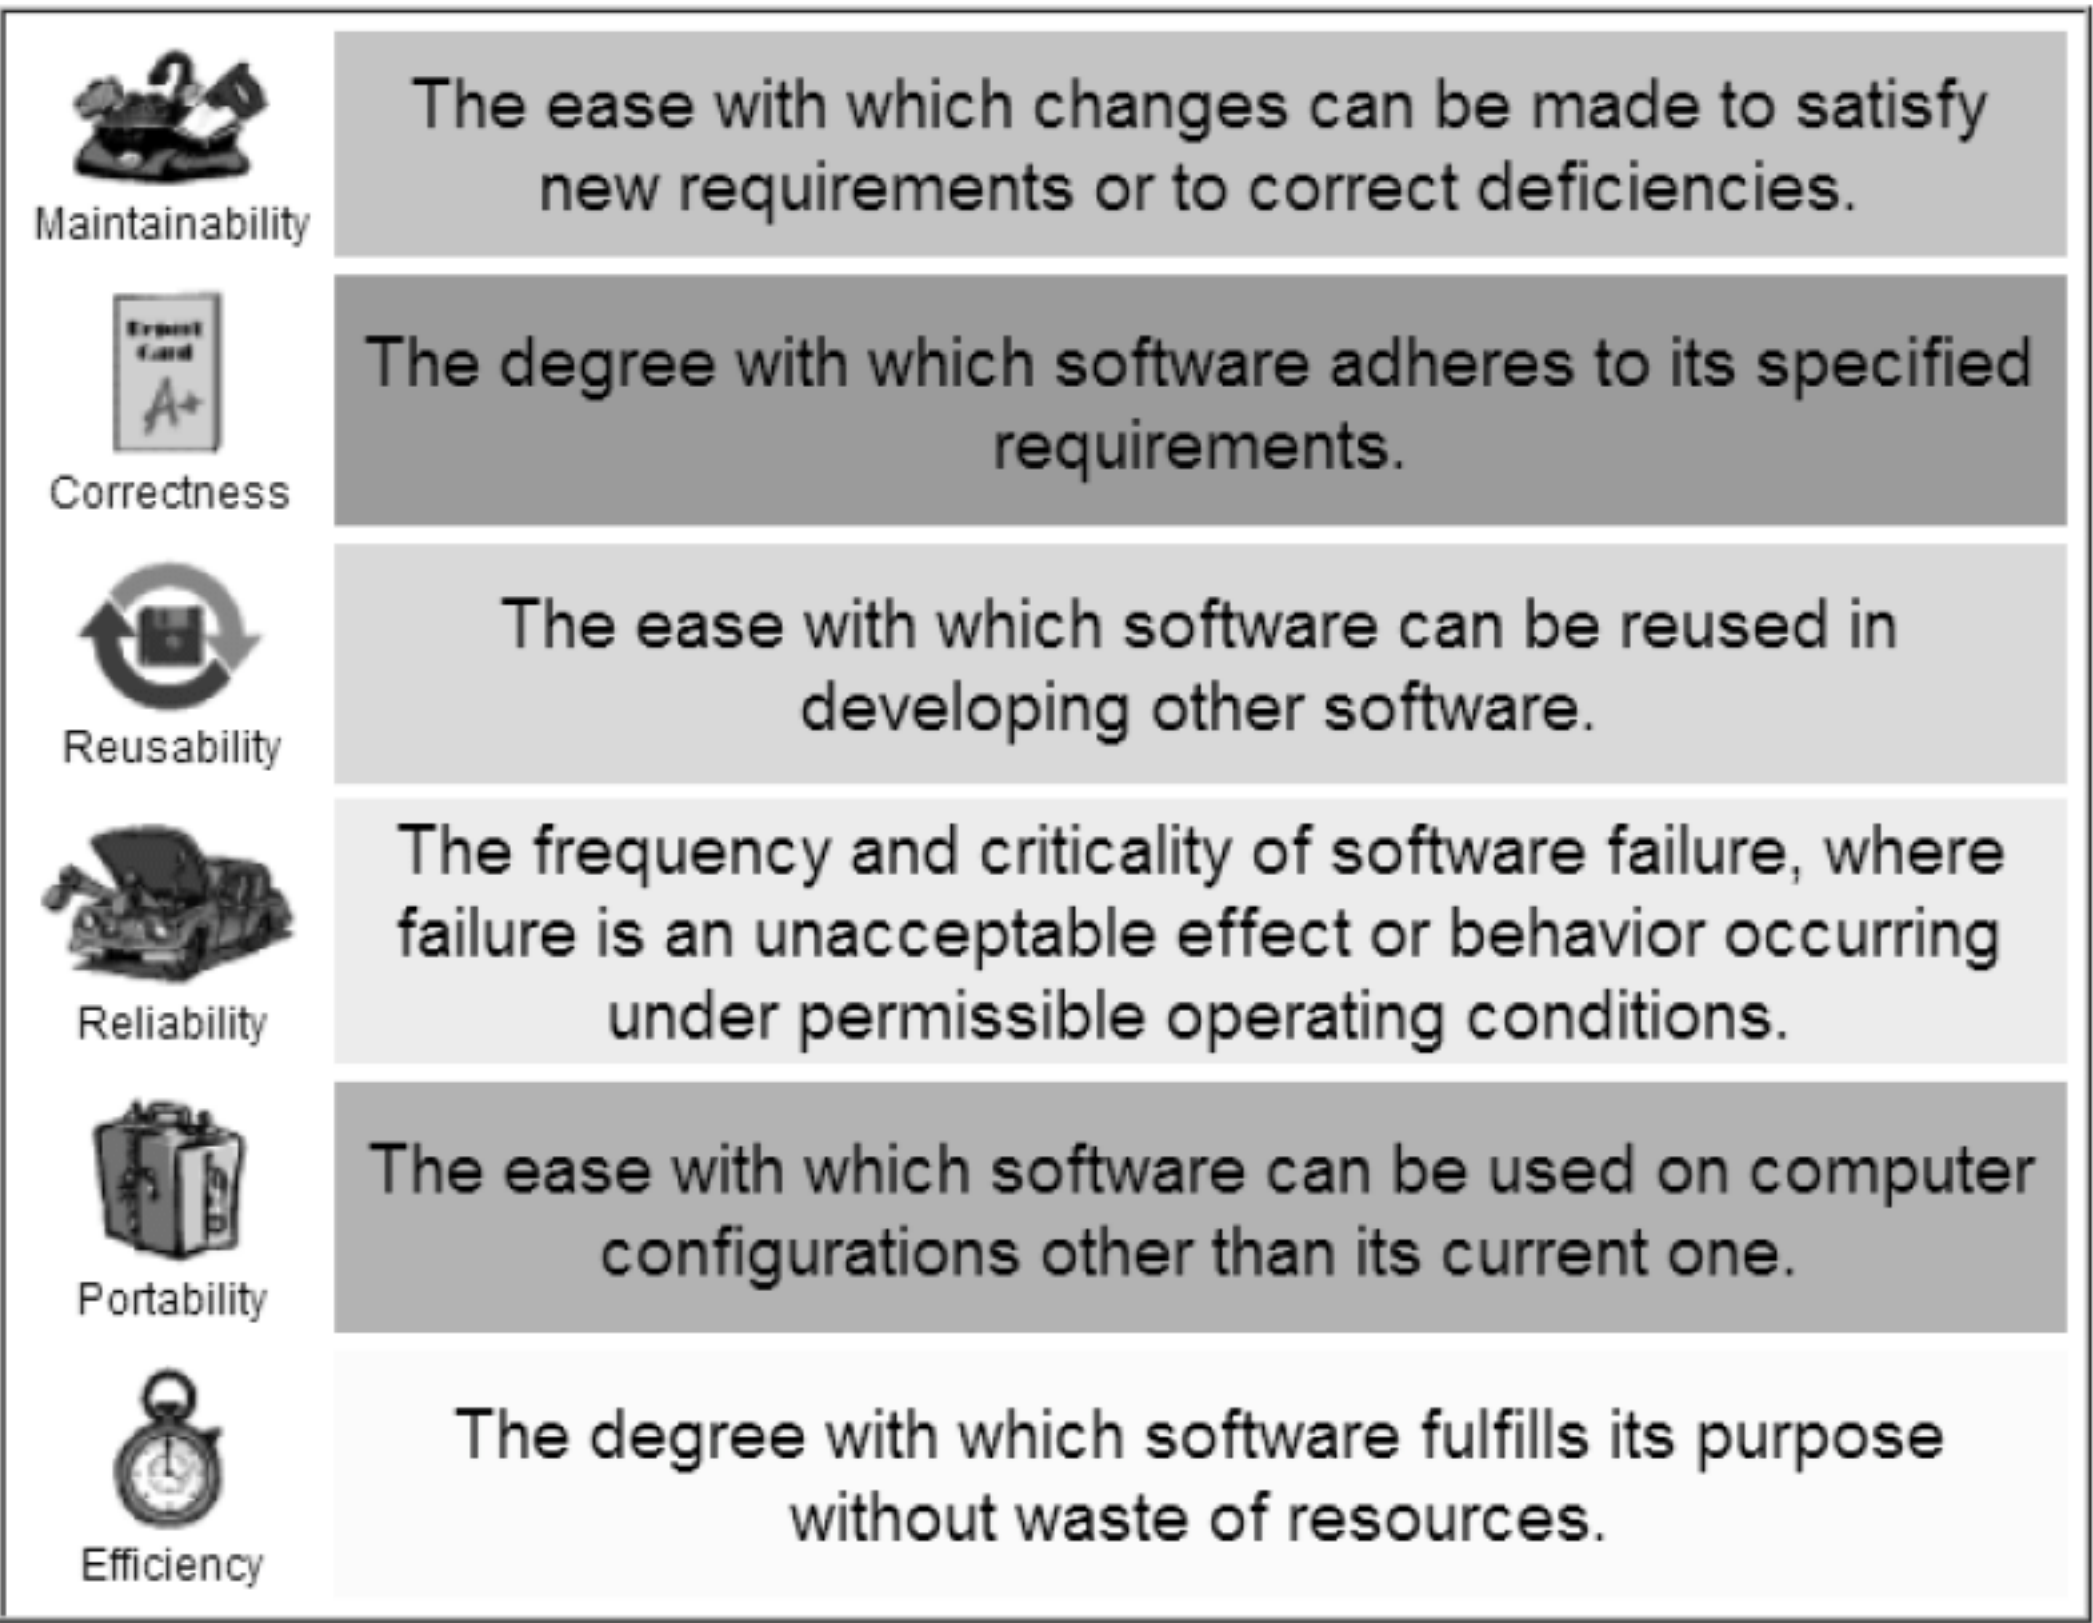 Maintainability
The ease with which changes can be made to satisfy
new requirements or to correct deficiencies.
Report
Card
A+
Correctness
The degree with which software adheres to its specified
requirements.
Reusability
The ease with which software can be reused in
developing other software.
Reliability
The frequency and criticality of software failure, where
failure is an unacceptable effect or behavior occurring
under permissible operating conditions.
Portability
The ease with which software can be used on computer
configurations other than its current one.
Efficiency
The degree with which software fulfills its purpose
without waste of resources.